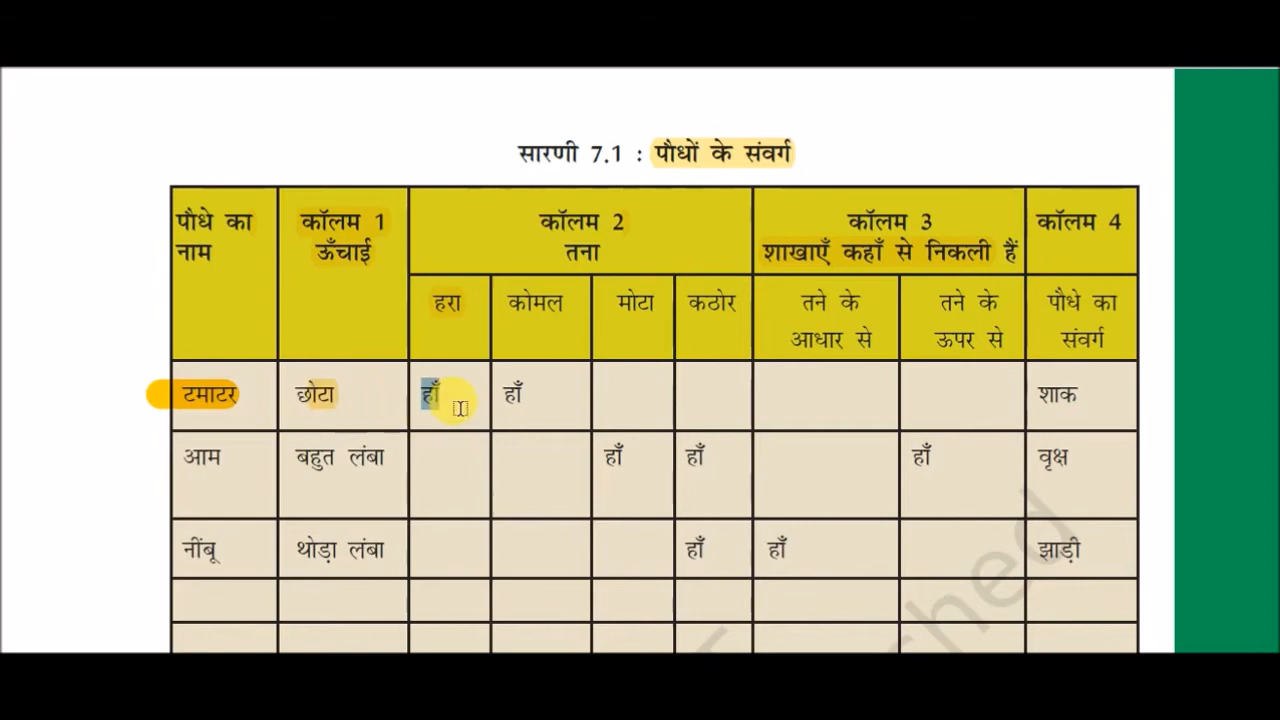 सारणी 7.1 : पौधों के संवर्ग
पौधे का नाम कॉलम 1 ऊँचाई कॉलम 2 तना कॉलम 3 शाखाएँ कहाँ से निकली हैं कॉलम 4
हरा कोमल मोटा कठोर तने के आधार से तने के ऊपर से पौधे का संवर्ग
टमाटर छोटा हाँ हाँ शाक
आम बहुत लंबा हाँ हाँ हाँ वृक्ष
नींबू थोड़ा लंबा हाँ हाँ झाड़ी